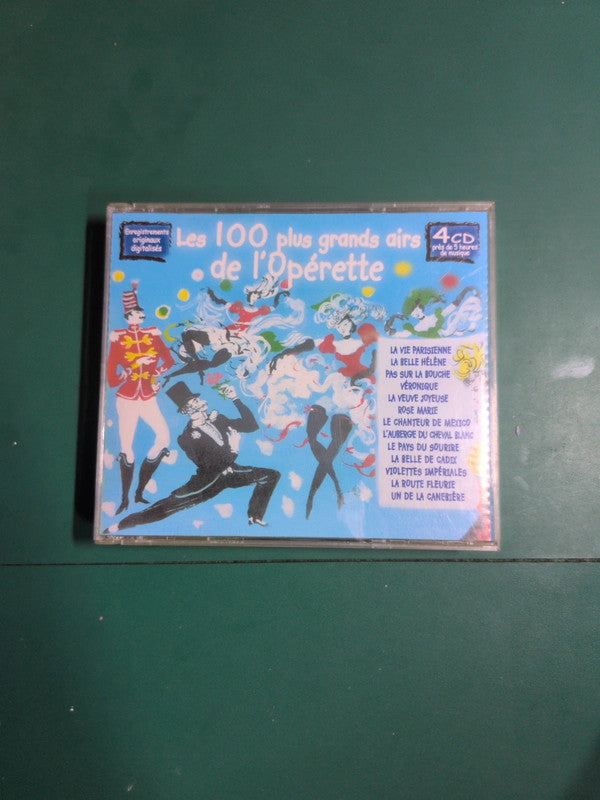 Enregistrements
originaux
digitalisés
Les 100 plus grands airs
de l'Opérette
4 CD
près de 5 heures
de musique
LA VIE PARISIENNE
LA BELLE HÉLÈNE
PAS SUR LA BOUCHE
VÉRONIQUE
LA VEUVE JOYEUSE
ROSE MARIE
LE CHANTEUR DE MEXICO
L'AUBERGE DU CHEVAL BLANC
LE PAYS DU SOURIRE
LA BELLE DE CADIX
VIOLETTES IMPÉRIALES
LA ROUTE FLEURIE
UN DE LA CANEBIÈRE